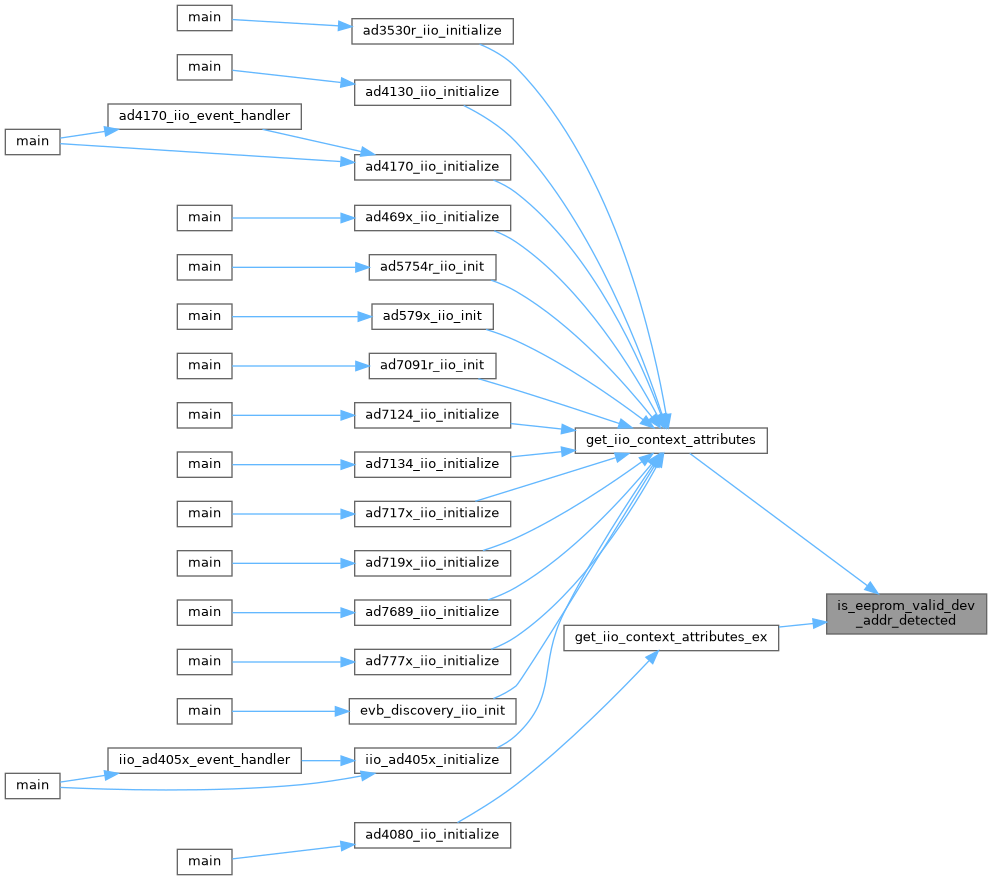 main
ad3530r_iio_initialize
main
ad4130_iio_initialize
ad4170_iio_event_handler
main
ad4170_iio_initialize
main
ad469x_iio_initialize
main
ad5754r_iio_init
main
ad579x_iio_init
main
ad7091r_iio_init
main
ad7124_iio_initialize
get_iio_context_attributes
main
ad7134_iio_initialize
main
ad717x_iio_initialize
main
ad719x_iio_initialize
main
ad7689_iio_initialize
is_eeprom_valid_dev
_addr_detected
get_iio_context_attributes_ex
main
ad777x_iio_initialize
main
evb_discovery_iio_init
iio_ad405x_event_handler
iio_ad405x_initialize
main
ad4080_iio_initialize
main